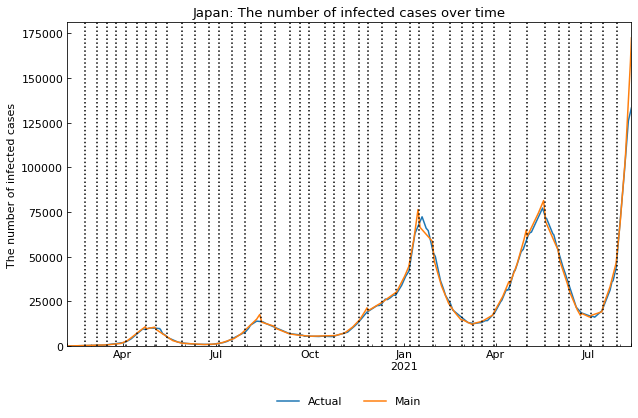 Japan: The number of infected cases over time
The number of infected cases
175000
150000
125000
100000
75000
50000
25000
0
Apr
Jul
Oct
Jan
2021
Apr
Jul
Actual
Main